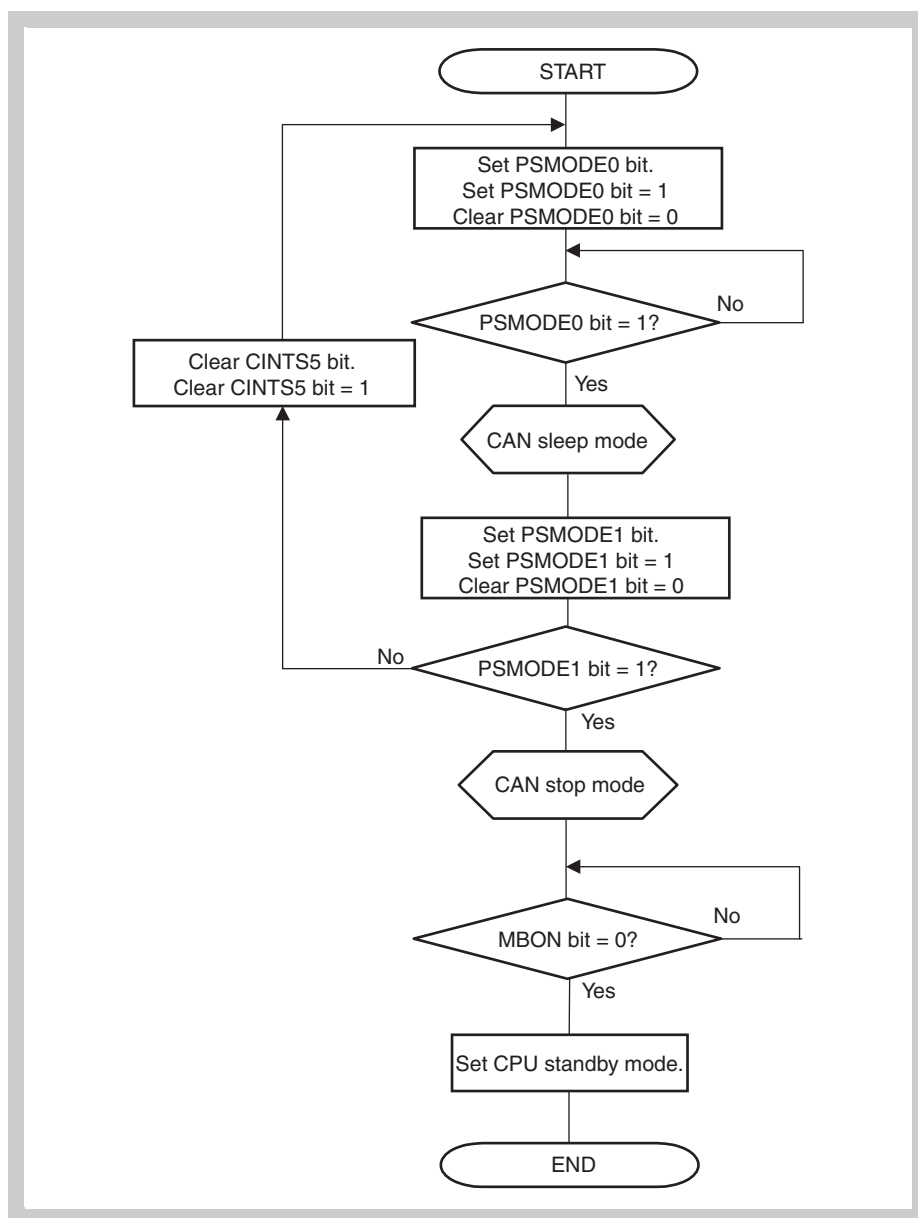 START
Set PSMODE0 bit.
Set PSMODE0 bit = 1
Clear PSMODE0 bit = 0
No
PSMODE0 bit = 1?
Clear CINTS5 bit.
Clear CINTS5 bit = 1
Yes
CAN sleep mode
Set PSMODE1 bit.
Set PSMODE1 bit = 1
Clear PSMODE1 bit = 0
No
PSMODE1 bit = 1?
Yes
CAN stop mode
No
MBON bit = 0?
Yes
Set CPU standby mode.
END